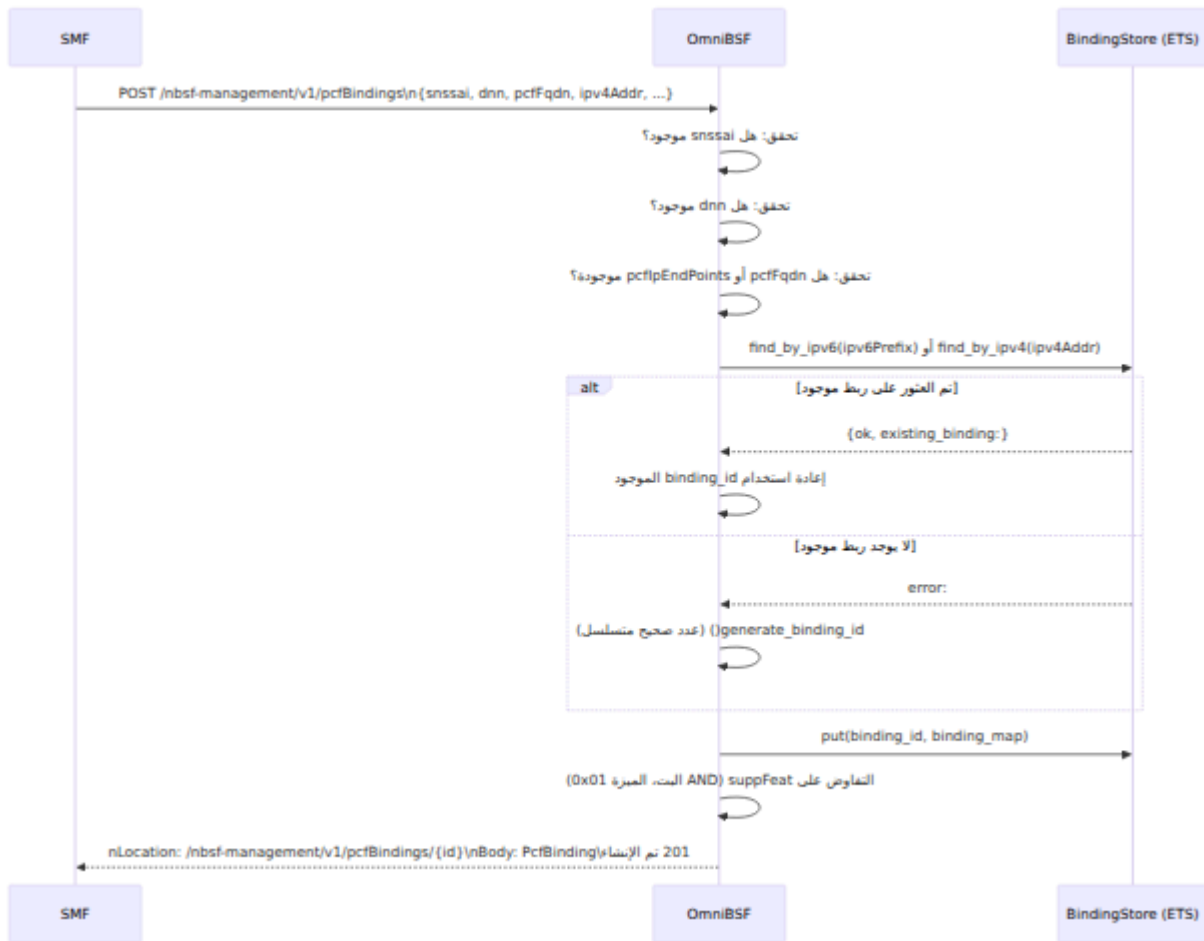 SMF OmniBSF BindingStore (ETS)
POST /nbsf-management/v1/pcfBindings\n{snssai, dnn, pcfFqdn, ipv4Addr, ...}
تحقق: هل snssai موجود؟
تحقق: هل dnn موجود؟
تحقق: هل pcfFqdn أو pcfIpEndPoints موجودة؟
find_by_ipv4(ipv4Addr) أو find_by_ipv6(ipv6Prefix)
alt
[تم العثور على ربط موجود]
{ok, existing_binding:}
إعادة استخدام binding_id الموجود
[لا يوجد ربط موجود]
error:
generate_binding_id() (عدد صحيح متسلسل)
put(binding_id, binding_map)
التفاوض على suppFeat (AND البت، الميزة 0x01)
201 تم الإنشاء\nLocation: /nbsf-management/v1/pcfBindings/{id}\nBody: PcfBinding
SMF OmniBSF BindingStore (ETS)